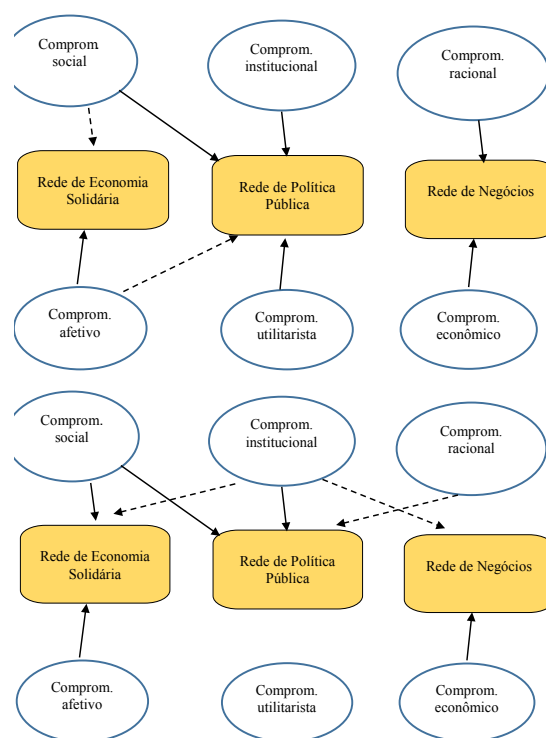 Comprom.
social
Comprom.
institucional
Comprom.
racional
Rede de Economia
Solidária
Rede de Política
Pública
Rede de Negócios
Comprom.
afetivo
Comprom.
utilitarista
Comprom.
econômico
Comprom.
social
Comprom.
institucional
Comprom.
racional
Rede de Economia
Solidária
Rede de Política
Pública
Rede de Negócios
Comprom.
afetivo
Comprom.
utilitarista
Comprom.
econômico